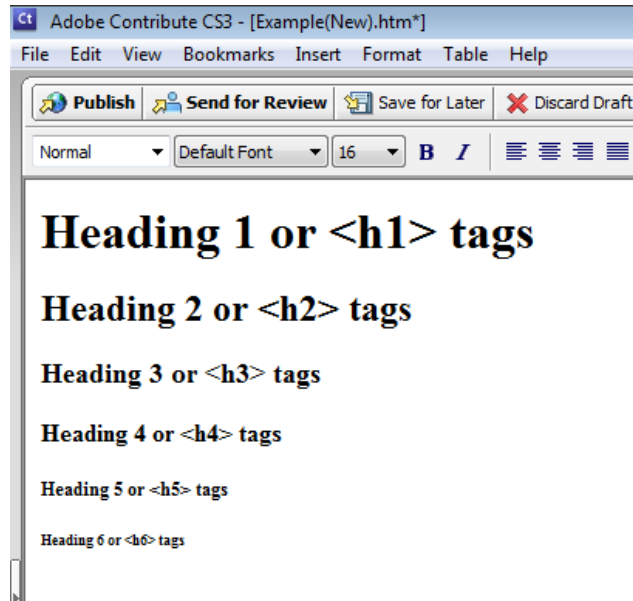 Ct Adobe Contribute CS3 - [Example(New).htm*]
File Edit View Bookmarks Insert Format Table Help
Publish Send for Review Save for Later Discard Draft
Normal Default Font 16 B I
Heading 1 or <h1> tags
Heading 2 or <h2> tags
Heading 3 or <h3> tags
Heading 4 or <h4> tags
Heading 5 or <h5> tags
Heading 6 or <h6> tags